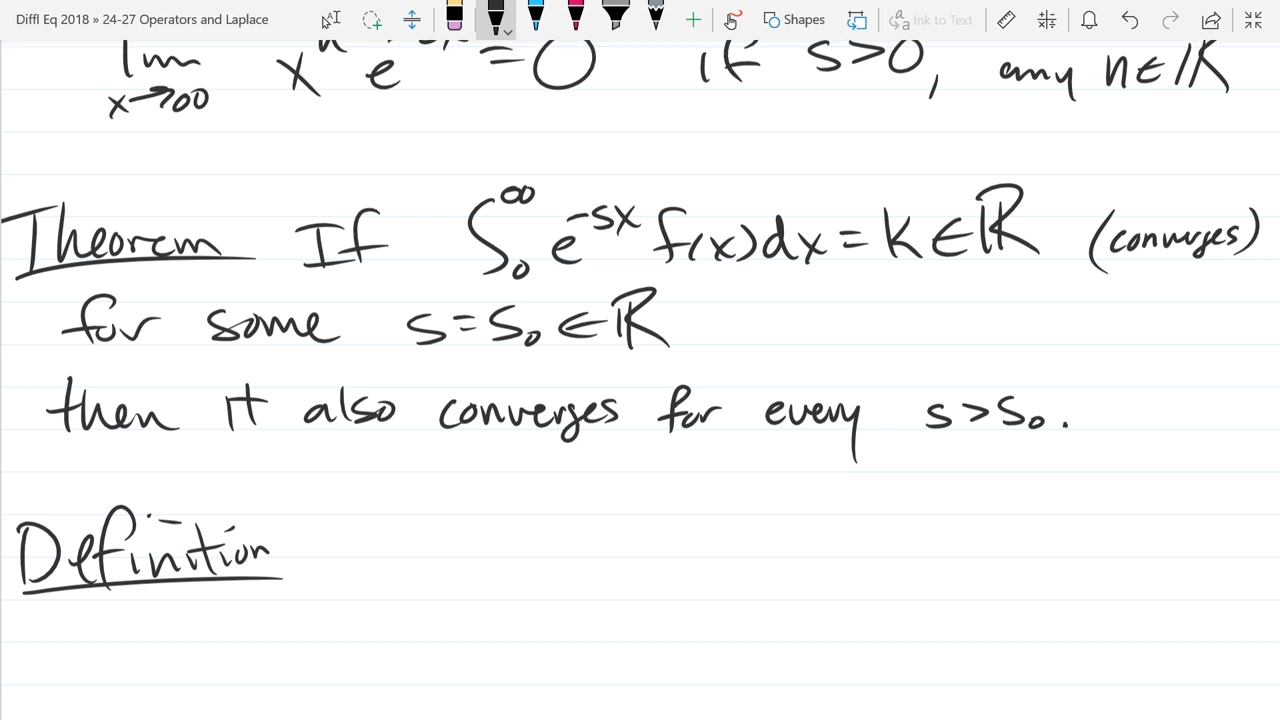 Diffl Eq 2018 » 24-27 Operators and Laplace
Shapes
Ink to Text
lim x→∞ xⁿ e = 0 if s>0, any n∈ℝ
Theorem If ∫₀^∞ e^{-sx} f(x)dx = K∈ℝ (converges)
for some s=s₀∈ℝ
then it also converges for every s>s₀.
Definition